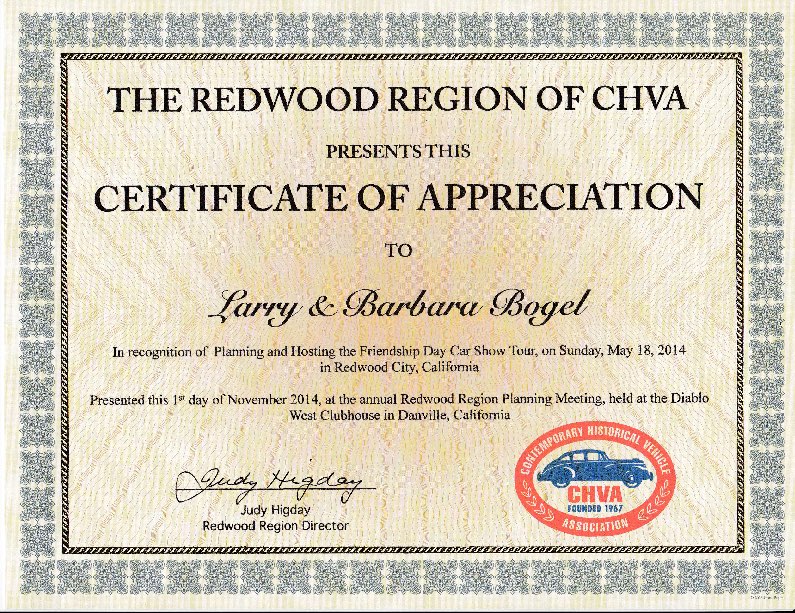 THE REDWOOD REGION OF CHVA
PRESENTS THIS
CERTIFICATE OF APPRECIATION
TO
Larry & Barbara Bogel
In recognition of Planning and Hosting the Friendship Day Car Show Tour, on Sunday, May 18, 2014
in Redwood City, California
Presented this 1st day of November 2014, at the annual Redwood Region Planning Meeting, held at the Diablo
West Clubhouse in Danville, California
Judy Higday
Judy Higday
Redwood Region Director
CONTEMPORARY HISTORICAL VEHICLE
CHVA
FOUNDED 1967
ASSOCIATION